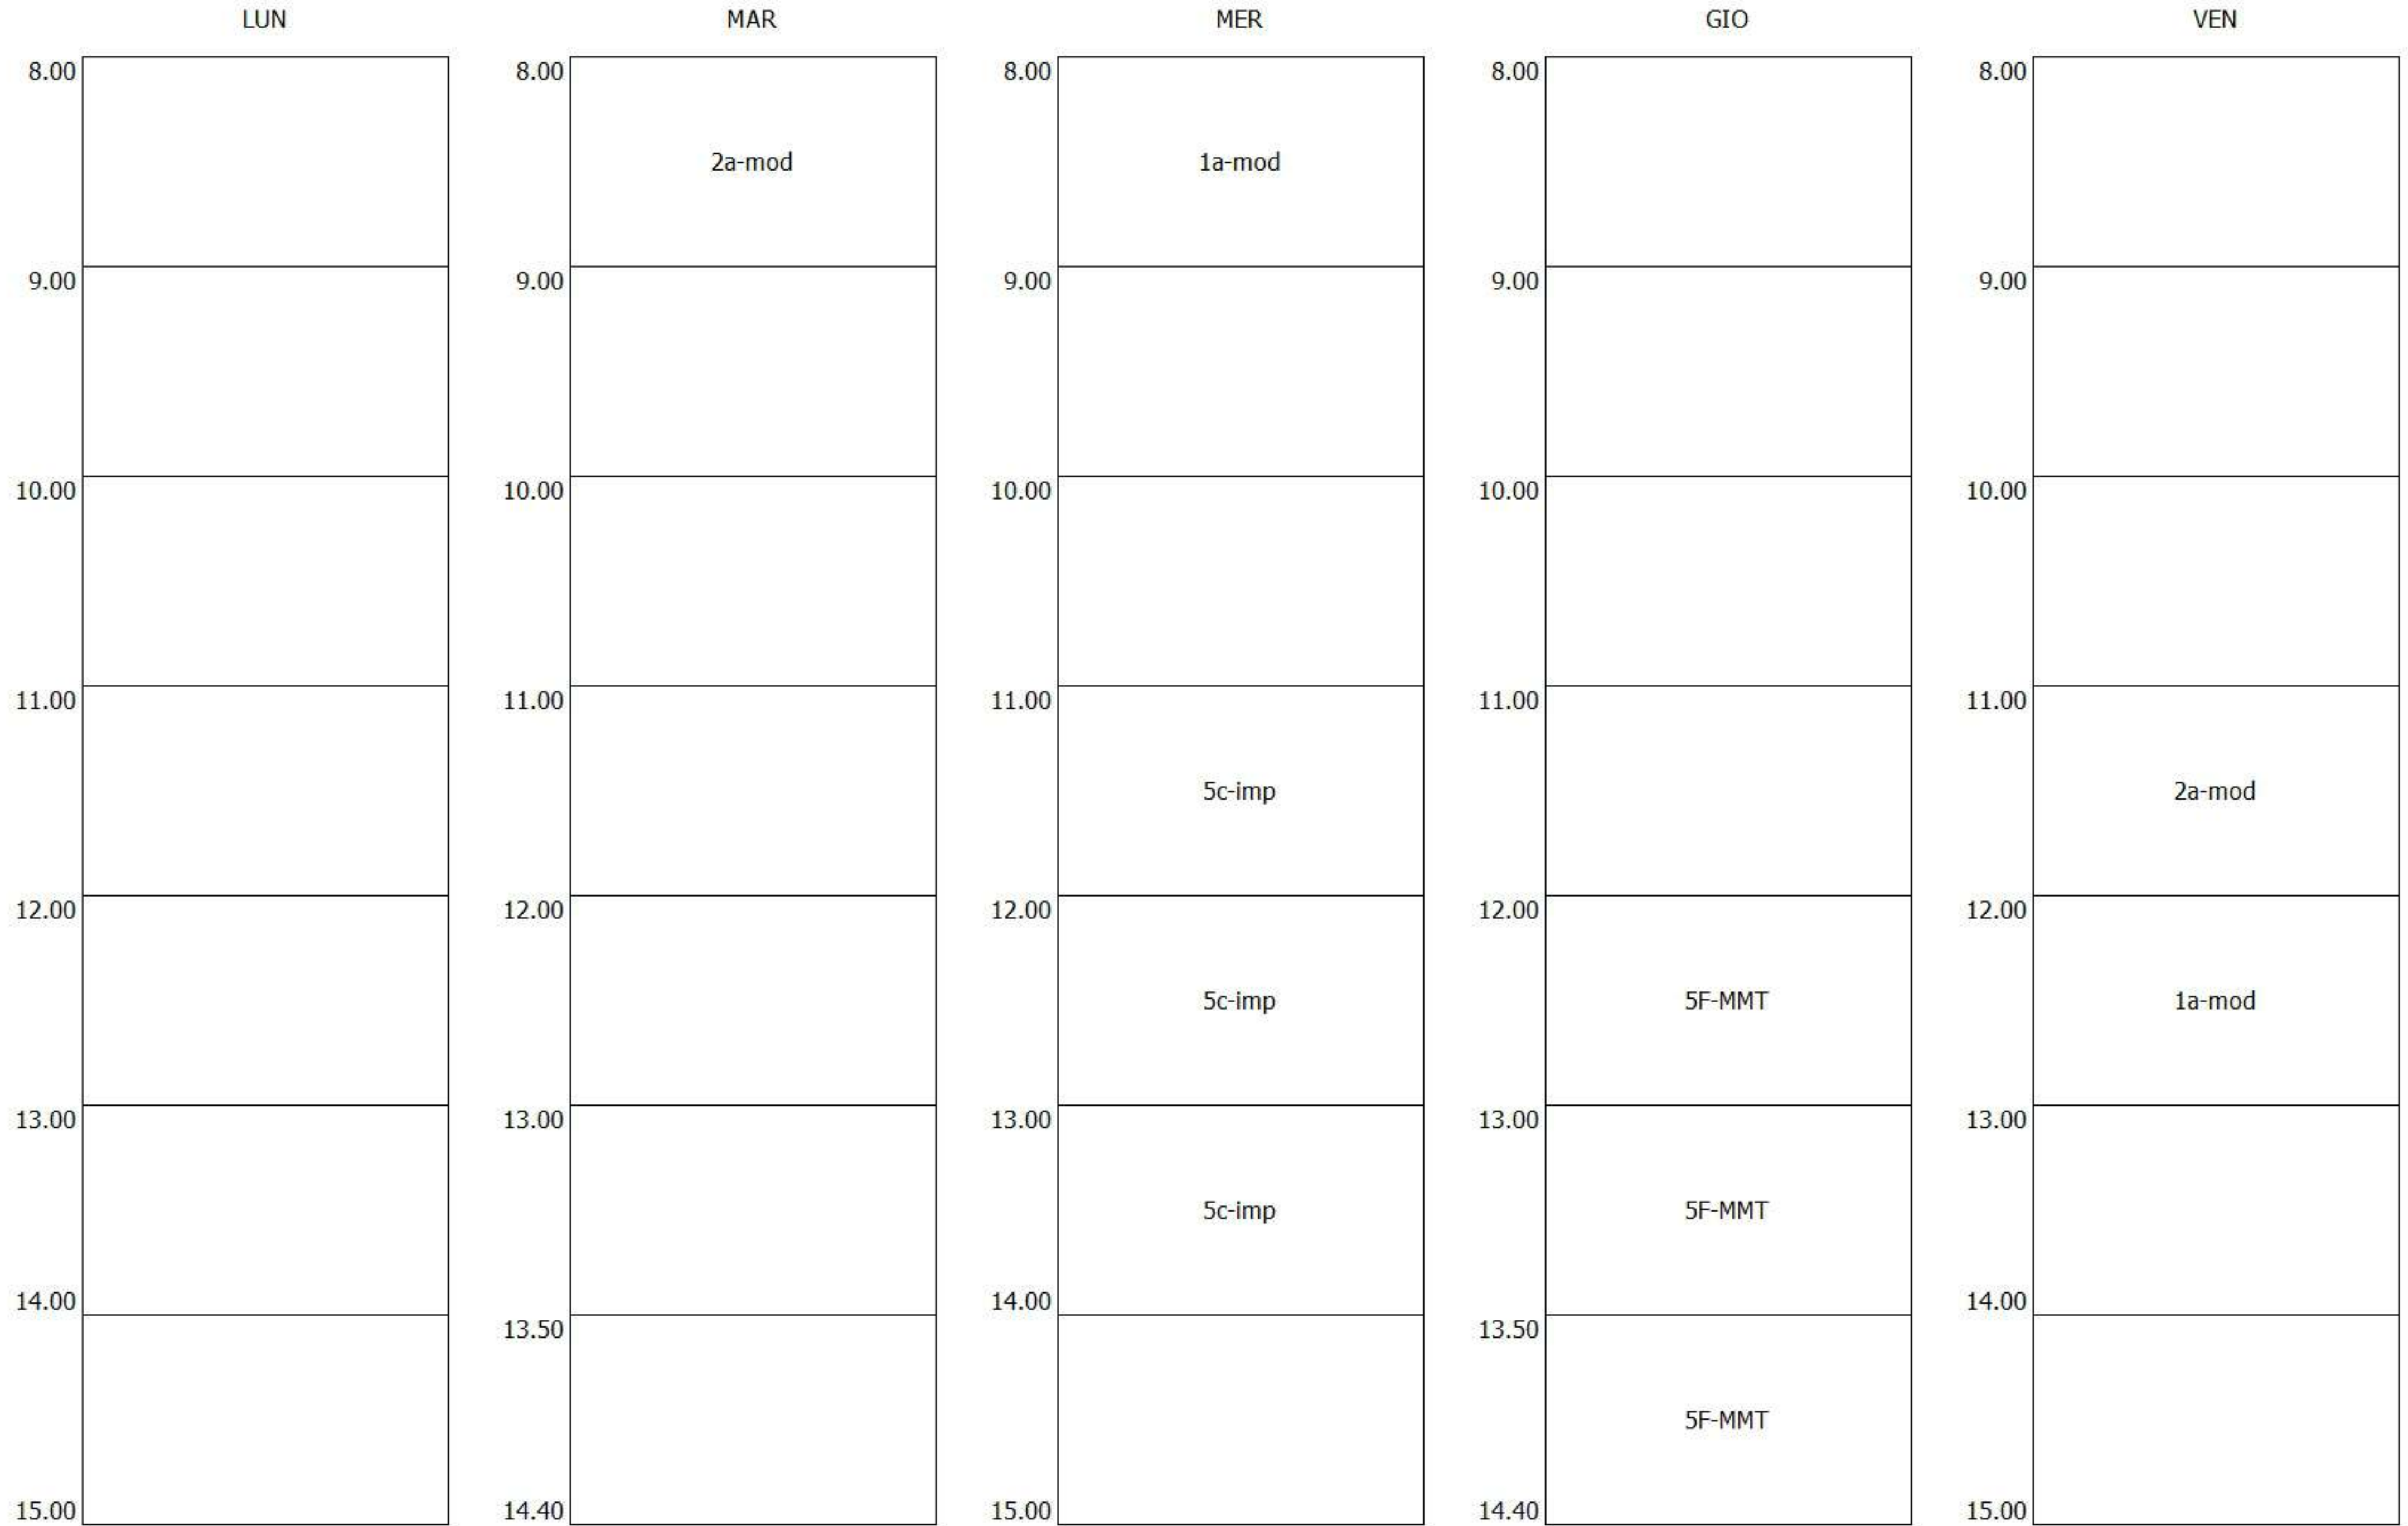 LUN MAR MER GIO VEN
8.00 8.00 8.00 8.00 8.00
2a-mod 1a-mod
9.00 9.00 9.00 9.00 9.00
10.00 10.00 10.00 10.00 10.00
11.00 11.00 11.00 11.00 11.00
5c-imp 2a-mod
12.00 12.00 12.00 12.00 12.00
5c-imp 5F-MMT 1a-mod
13.00 13.00 13.00 13.00 13.00
5c-imp 5F-MMT
14.00 14.00 14.00
13.50 13.50
5F-MMT
15.00 14.40 15.00 14.40 15.00